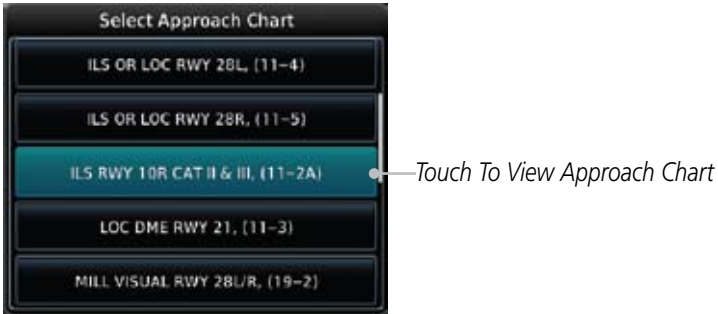 Select Approach Chart
ILS OR LOC RWY 28L, (11-4)
ILS OR LOC RWY 28R, (11-5)
ILS RWY 10R CAT II & III, (11-2A)
Touch To View Approach Chart
LOC DME RWY 21, (11-3)
MILL VISUAL RWY 28L/R, (19-2)